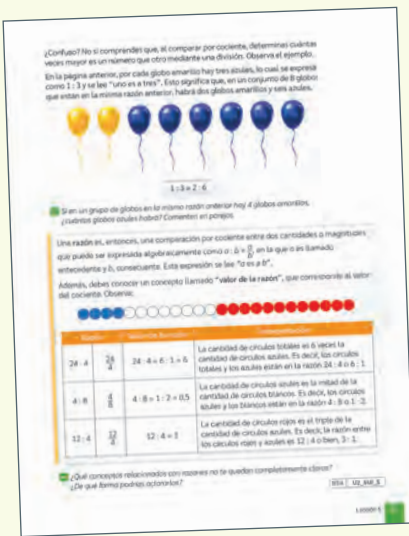 ¿Confuso? No si comprendes que, al comparar por cociente, determinas cuántas
veces mayor es un número que otro mediante una división. Observa el ejemplo.
En la página anterior, por cada globo amarillo hay tres azules, lo cual se expresa
como 1 : 3 y se lee "uno es a tres". Esto significa que, en un conjunto de 8 globos
que están en la misma razón anterior, habrá dos globos amarillos y seis azules.
1 : 3 = 2 : 6
Si en un grupo de globos en la misma razón anterior hay 4 globos amarillos,
¿cuántos globos azules habrá? Comenten en parejas.
Una razón es, entonces, una comparación por cociente entre dos cantidades o magnitudes
que puede ser expresada algebraicamente como a : b = a/b, en la que a es llamado
antecedente y b, consecuente. Esta expresión se lee "a es a b".
Además, debes conocer un concepto llamado "valor de la razón", que corresponde al valor
del cociente. Observa:
24 : 4 24/4 24 : 4 = 6 : 1 = 6
La cantidad de círculos totales es 6 veces la
cantidad de círculos azules. Es decir, los círculos
totales y los azules están en la razón 24 : 4 o 6 : 1.
4 : 8 4/8 4 : 8 = 1 : 2 = 0,5
La cantidad de círculos azules es la mitad de la
cantidad de círculos blancos. Es decir, los círculos
azules y los blancos están en la razón 4 : 8 o 1 : 2.
12 : 4 12/4 12 : 4 =
La cantidad de círculos rojos es el triple de la
cantidad de círculos azules. Es decir, la razón entre
los círculos rojos y azules es 12 : 4 o bien, 3 : 1.
¿Qué conceptos relacionados con razones no te quedan completamente claros?
¿De qué forma podrías aclararlos?